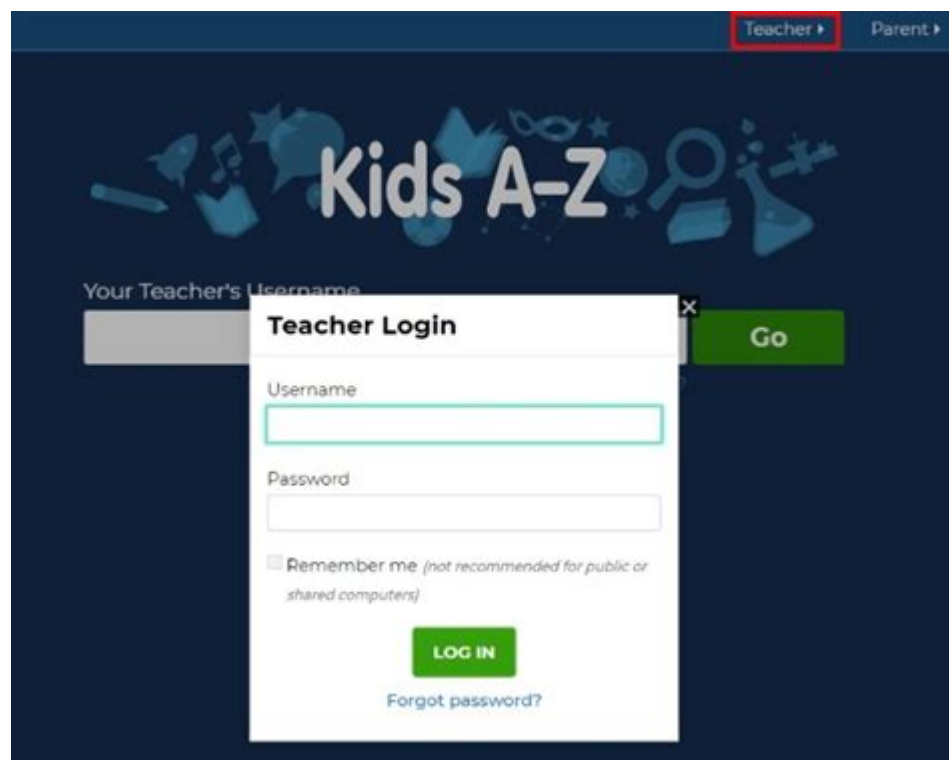 Teacher
Parent
Kids A-Z
Your Teacher's Username
Go
Teacher Login
Username
Password
Remember me (not recommended for public or
shared computers)
LOG IN
Forgot password?